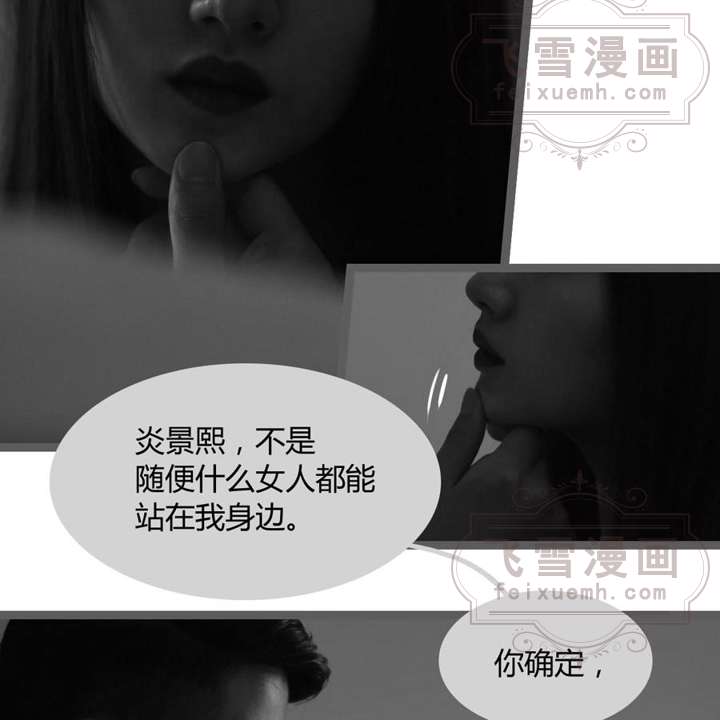 飞雪漫画
feixuemh.com
炎景熙，不是
随便什么女人都能
站在我身边。
飞雪漫画
feixuemh.com
你确定，